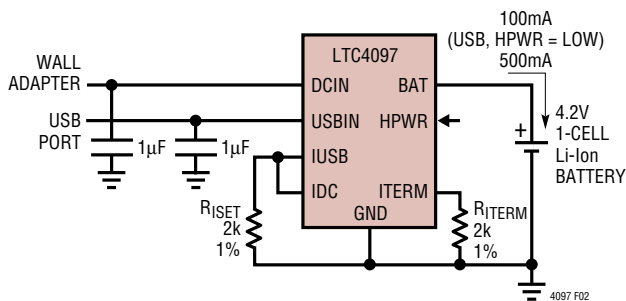 100mA
(USB, HPWR = LOW)
500mA
LTC4097
WALL
ADAPTER
DCIN
BAT
USB
PORT
USBIN
HPWR
1µF
1µF
+
4.2V
1-CELL
Li-Ion
BATTERY
IUSB
IDC
ITERM
GND
RISET
2k
1%
RITERM
2k
1%
4097 F02